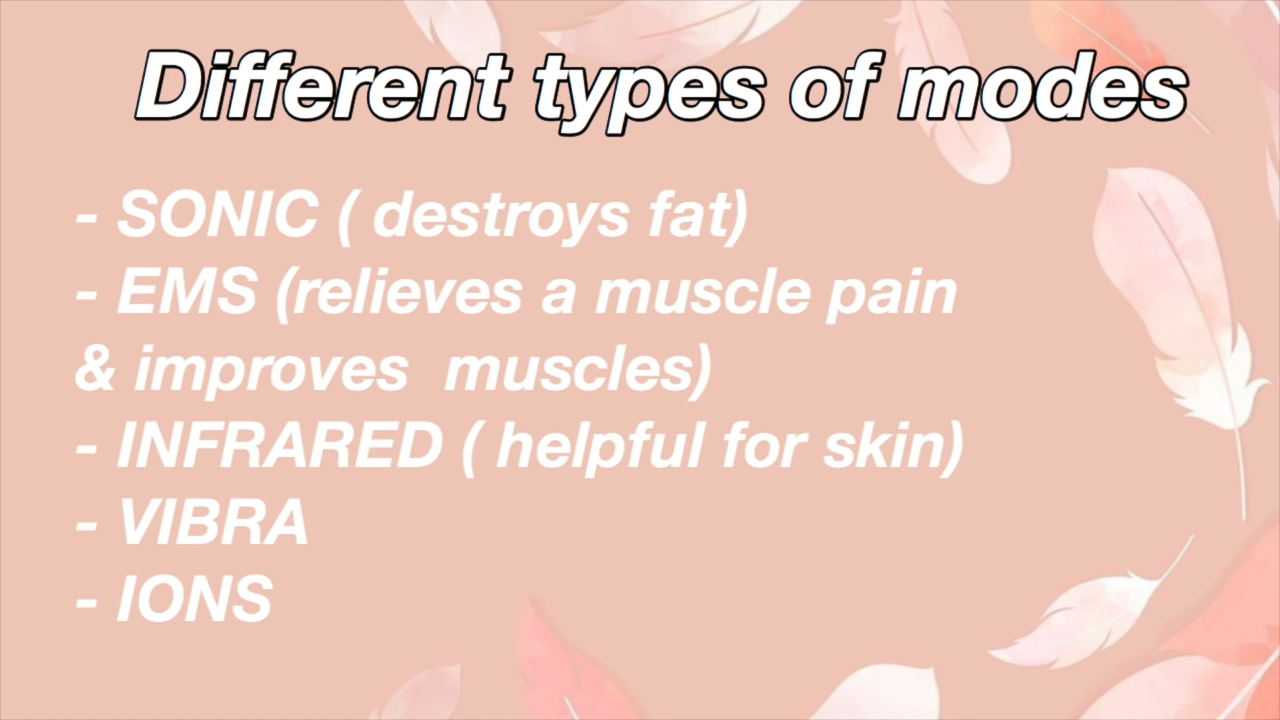 Different types of modes
- SONIC ( destroys fat)
- EMS (relieves a muscle pain
& improves  muscles)
- INFRARED ( helpful for skin)
- VIBRA
- IONS